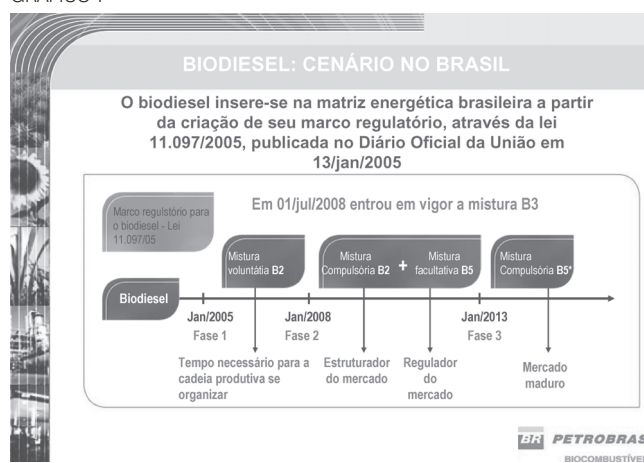 GRÁFICO 1
BIODIESEL: CENÁRIO NO BRASIL
O biodiesel insere-se na matriz energética brasileira a partir
da criação de seu marco regulatório, através da lei
11.097/2005, publicada no Diário Oficial da União em
13/jan/2005
Marco regulstório para
o biodiesel - Lei
11.097/05
Em 01/jul/2008 entrou em vigor a mistura B3
Mistura
voluntátia B2
Mistura
Compulsória B2
+
Mistura
facultativa B5
Mistura
Compulsória B5*
Biodiesel
Jan/2005
Fase 1
Jan/2008
Fase 2
Jan/2013
Fase 3
Tempo necessário para a
cadeia produtiva se
organizar
Estruturador
do mercado
Regulador
do
mercado
Mercado
maduro
BR PETROBRAS
BIOCOMBUSTÍVEL